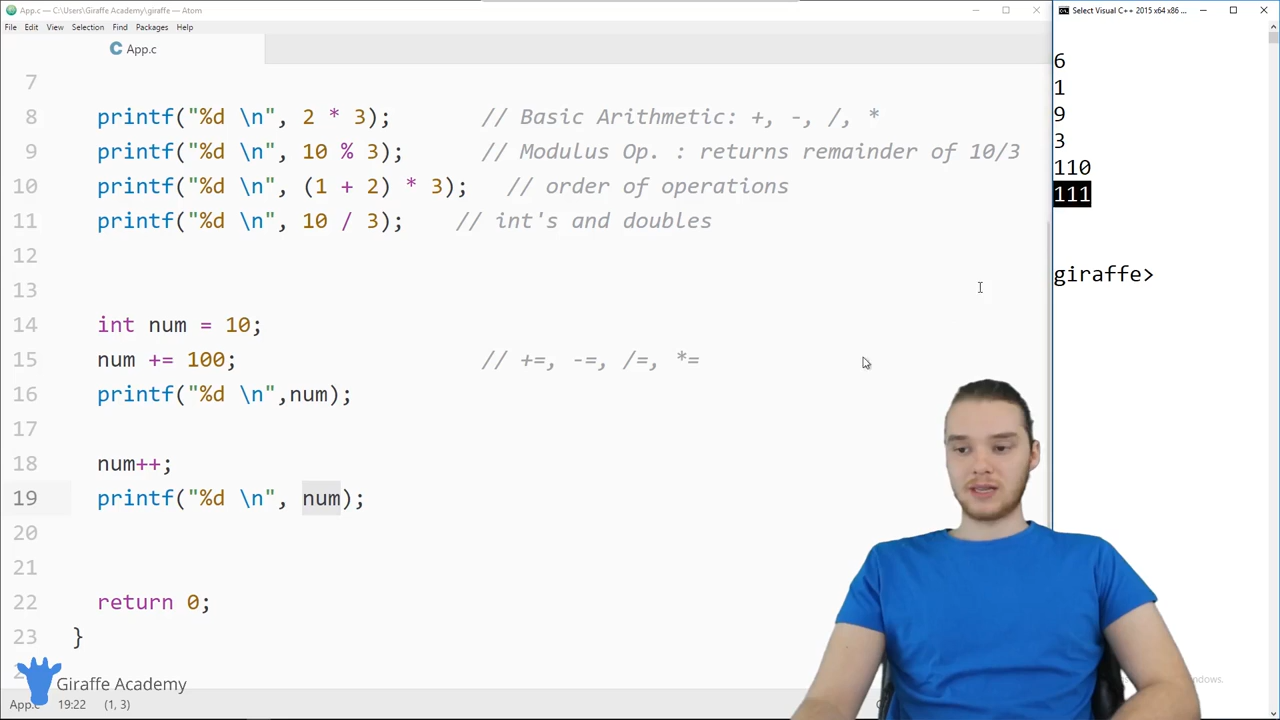 App.c — C:\Users\Giraffe Academy\giraffe — Atom
File Edit View Selection Find Packages Help
App.c
7
8 printf("%d \n", 2 * 3); // Basic Arithmetic: +, -, /, *
9 printf("%d \n", 10 % 3); // Modulus Op. : returns remainder of 10/3
10 printf("%d \n", (1 + 2) * 3); // order of operations
11 printf("%d \n", 10 / 3); // int's and doubles
12
13
14 int num = 10;
15 num += 100; // +=, -=, /=, *=
16 printf("%d \n",num);
17
18 num++;
19 printf("%d \n", num);
20
21
22 return 0;
23 }
Giraffe Academy
App.c 19:22 (1, 3)
Select Visual C++ 2015 x64 x86 ...
6
1
9
3
110
111
giraffe>